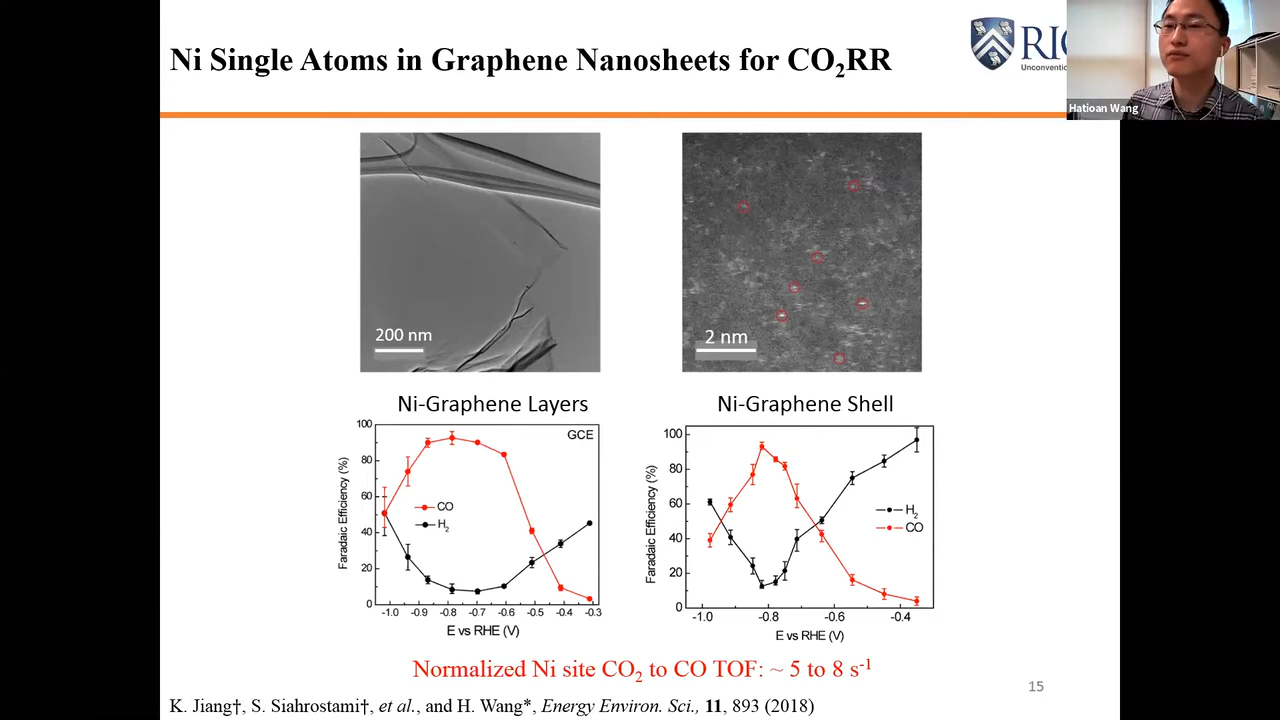 Ni Single Atoms in Graphene Nanosheets for CO2RR
Unconventio
Hatioan Wang
200 nm
2 nm
Ni-Graphene Layers
Ni-Graphene Shell
GCE
CO
H2
Faradaic Efficiency (%)
100
80
60
40
20
0
-1.0 -0.9 -0.8 -0.7 -0.6 -0.5 -0.4 -0.3
E vs RHE (V)
H2
CO
Faradaic Efficiency (%)
100
80
60
40
20
0
-1.0 -0.8 -0.6 -0.4
E vs RHE (V)
Normalized Ni site CO2 to CO TOF: ~ 5 to 8 s-1
15
K. Jiang†, S. Siahrostami†, et al., and H. Wang*, Energy Environ. Sci., 11, 893 (2018)